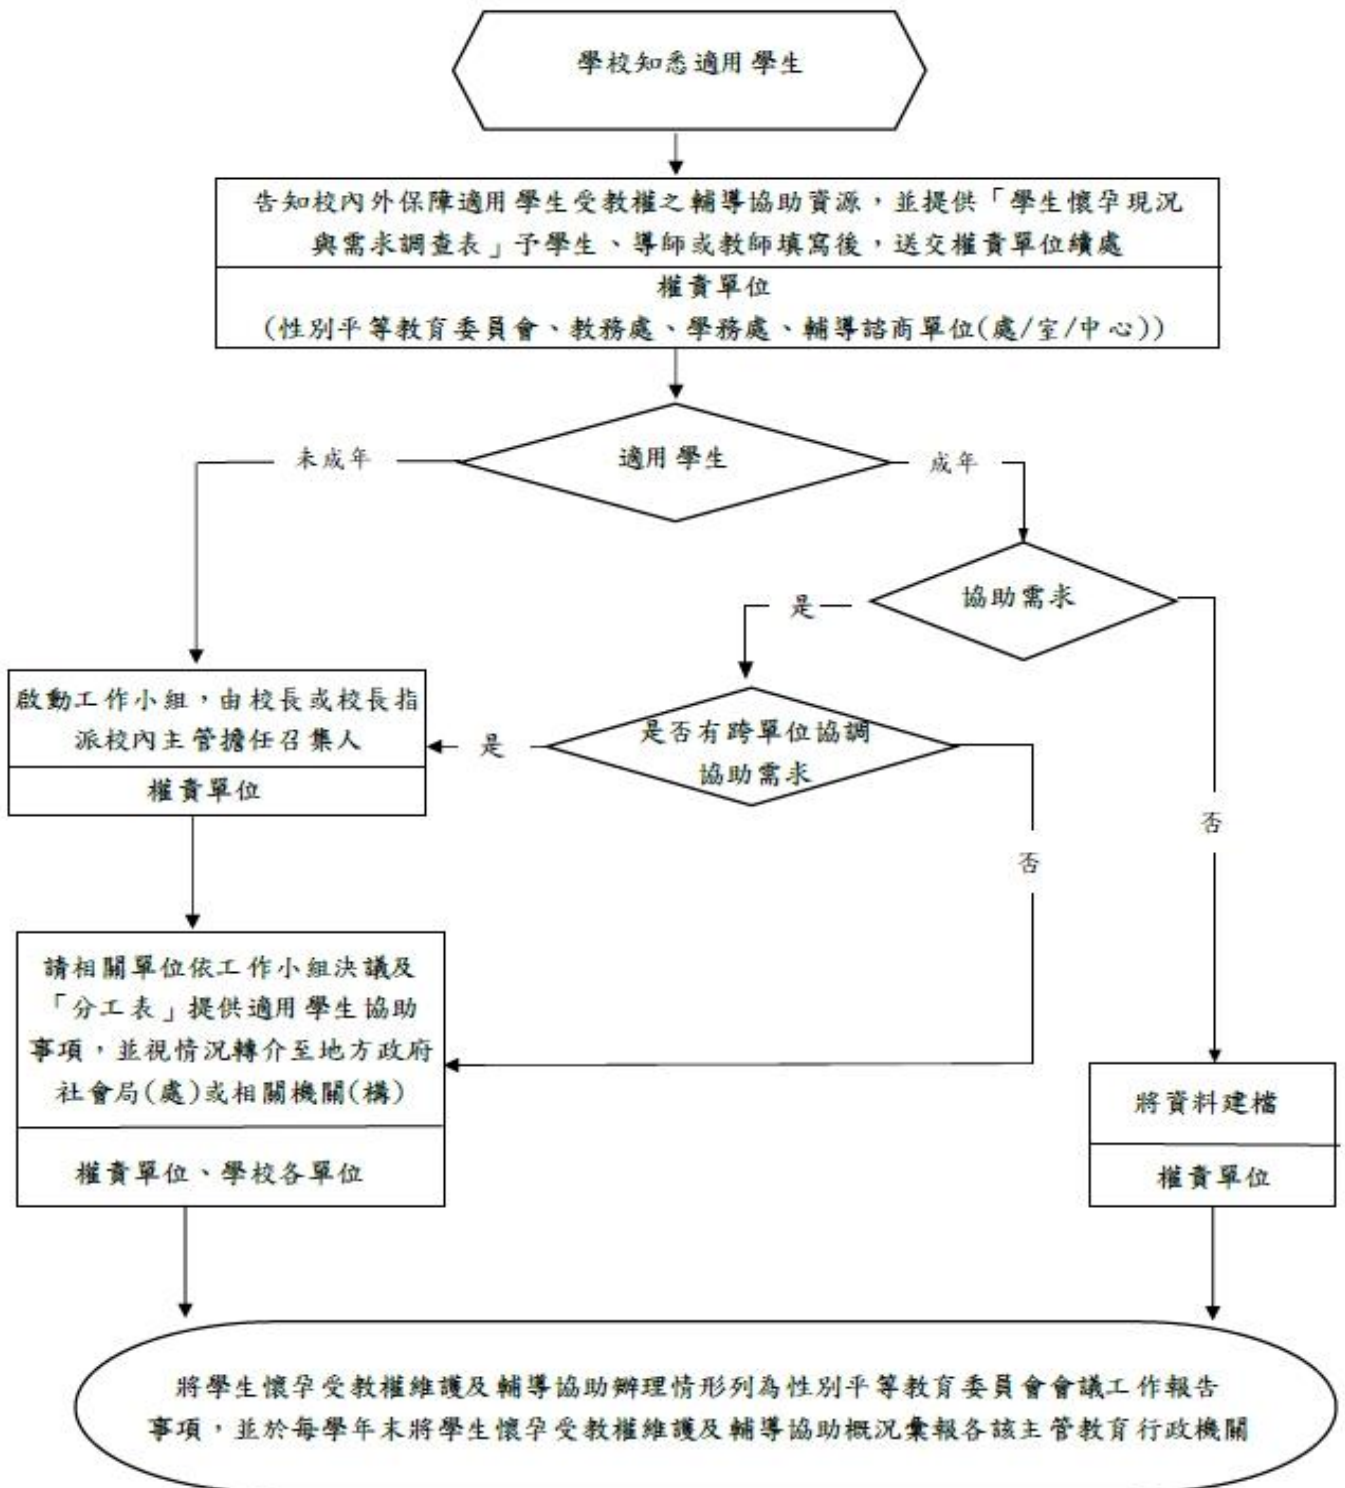 學校知悉適用學生
告知校內外保障適用學生受教權之輔導協助資源，並提供「學生懷孕現況
與需求調查表」予學生、導師或教師填寫後，送交權責單位續處
權責單位
(性別平等教育委員會、教務處、學務處、輔導諮商單位(處/室/中心))
適用學生
未成年
成年
協助需求
是
啟動工作小組，由校長或校長指
派校內主管擔任召集人
權責單位
是
是否有跨單位協調
協助需求
否
否
請相關單位依工作小組決議及
「分工表」提供適用學生協助
事項，並視情況轉介至地方政府
社會局(處)或相關機關(構)
權責單位、學校各單位
將資料建檔
權責單位
將學生懷孕受教權維護及輔導協助辦理情形列為性別平等教育委員會會議工作報告
事項，並於每學年末將學生懷孕受教權維護及輔導協助概況彙報各該主管教育行政機關